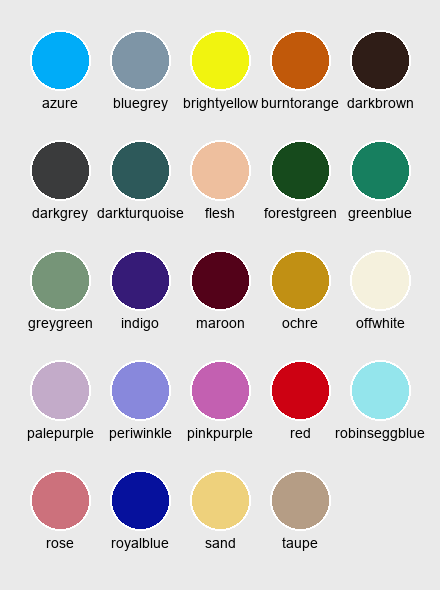 azure bluegrey brightyellow burntorange darkbrown
darkgrey darkturquoise flesh forestgreen greenblue
greygreen indigo maroon ochre offwhite
palepurple periwinkle pinkpurple red robinseggblue
rose royalblue sand taupe